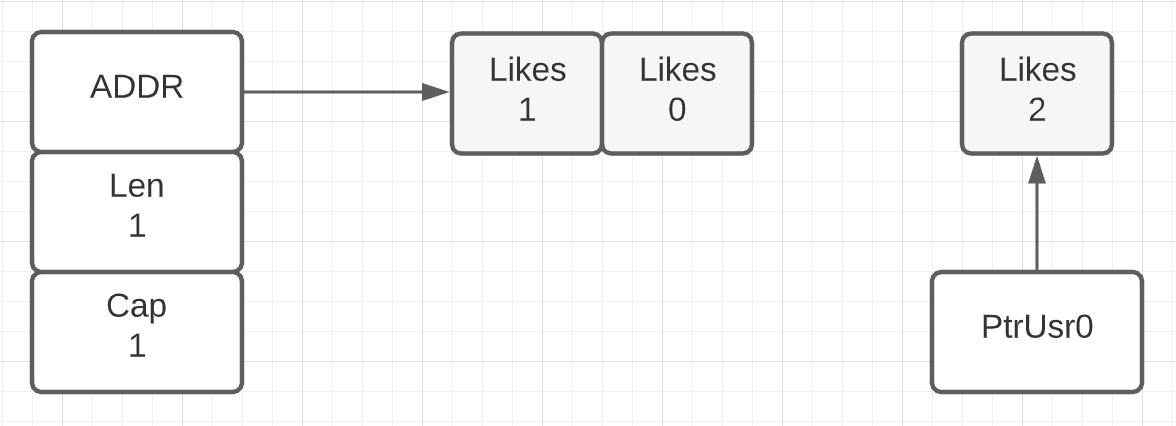 ADDR
Len
1
Cap
1
Likes
1
Likes
0
Likes
2
PtrUsr0